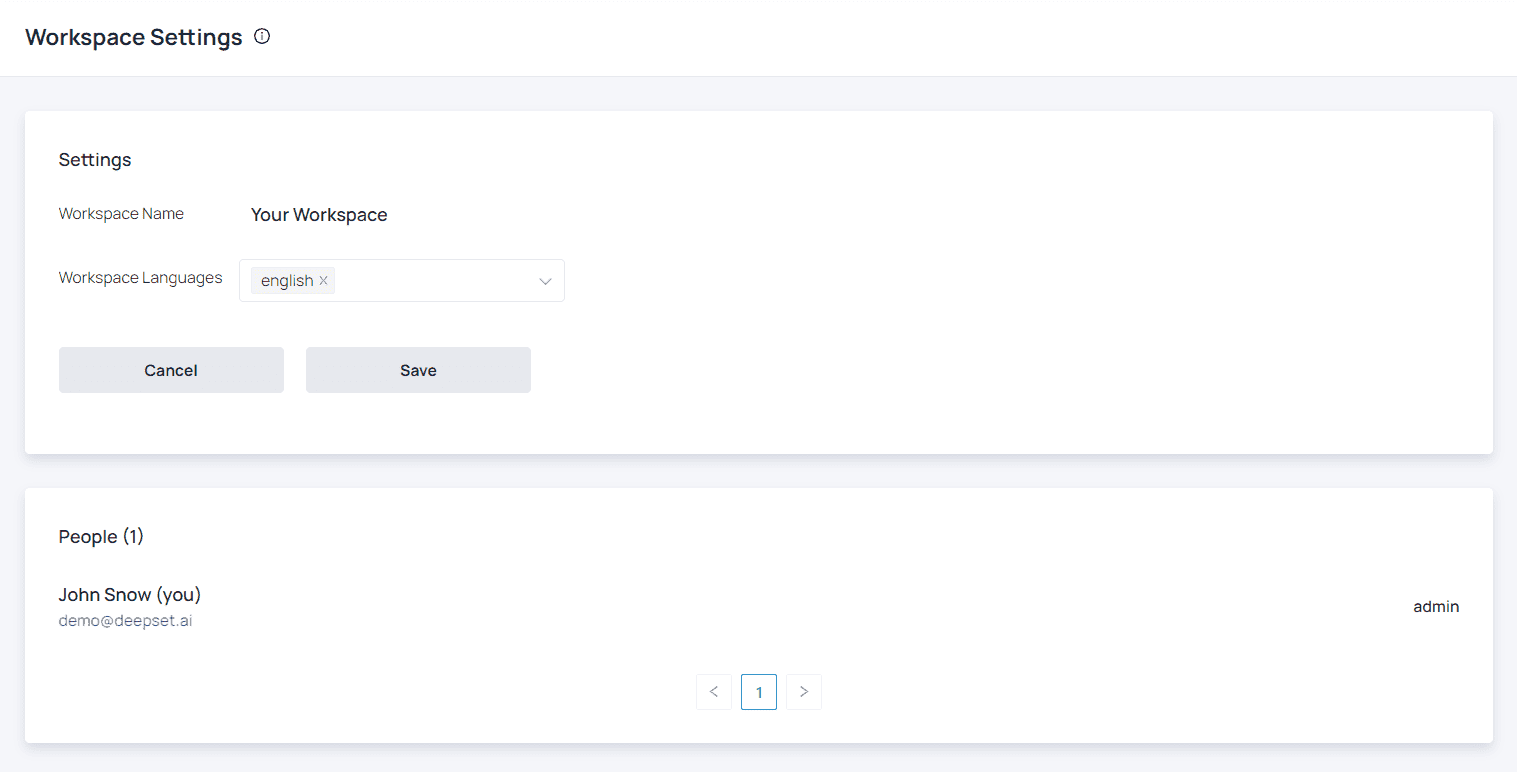 Workspace Settings
Settings
Workspace Name Your Workspace
Workspace Languages english x
Cancel Save
People (1)
John Snow (you)
demo@deepset.ai
admin
< 1 >